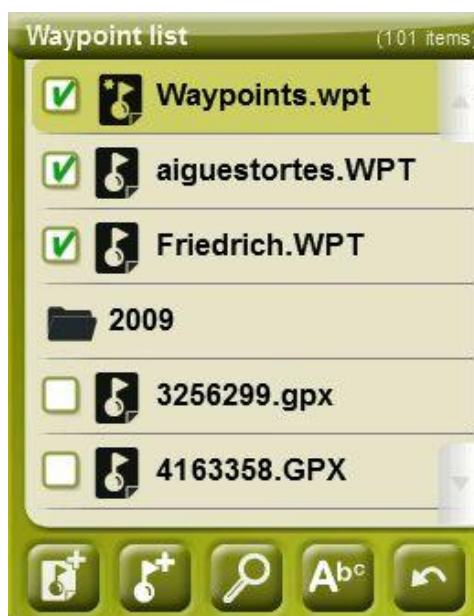 Waypoint list (101 items)
Waypoints.wpt
aiguestortes.WPT
Friedrich.WPT
2009
3256299.gpx
4163358.GPX
Abc